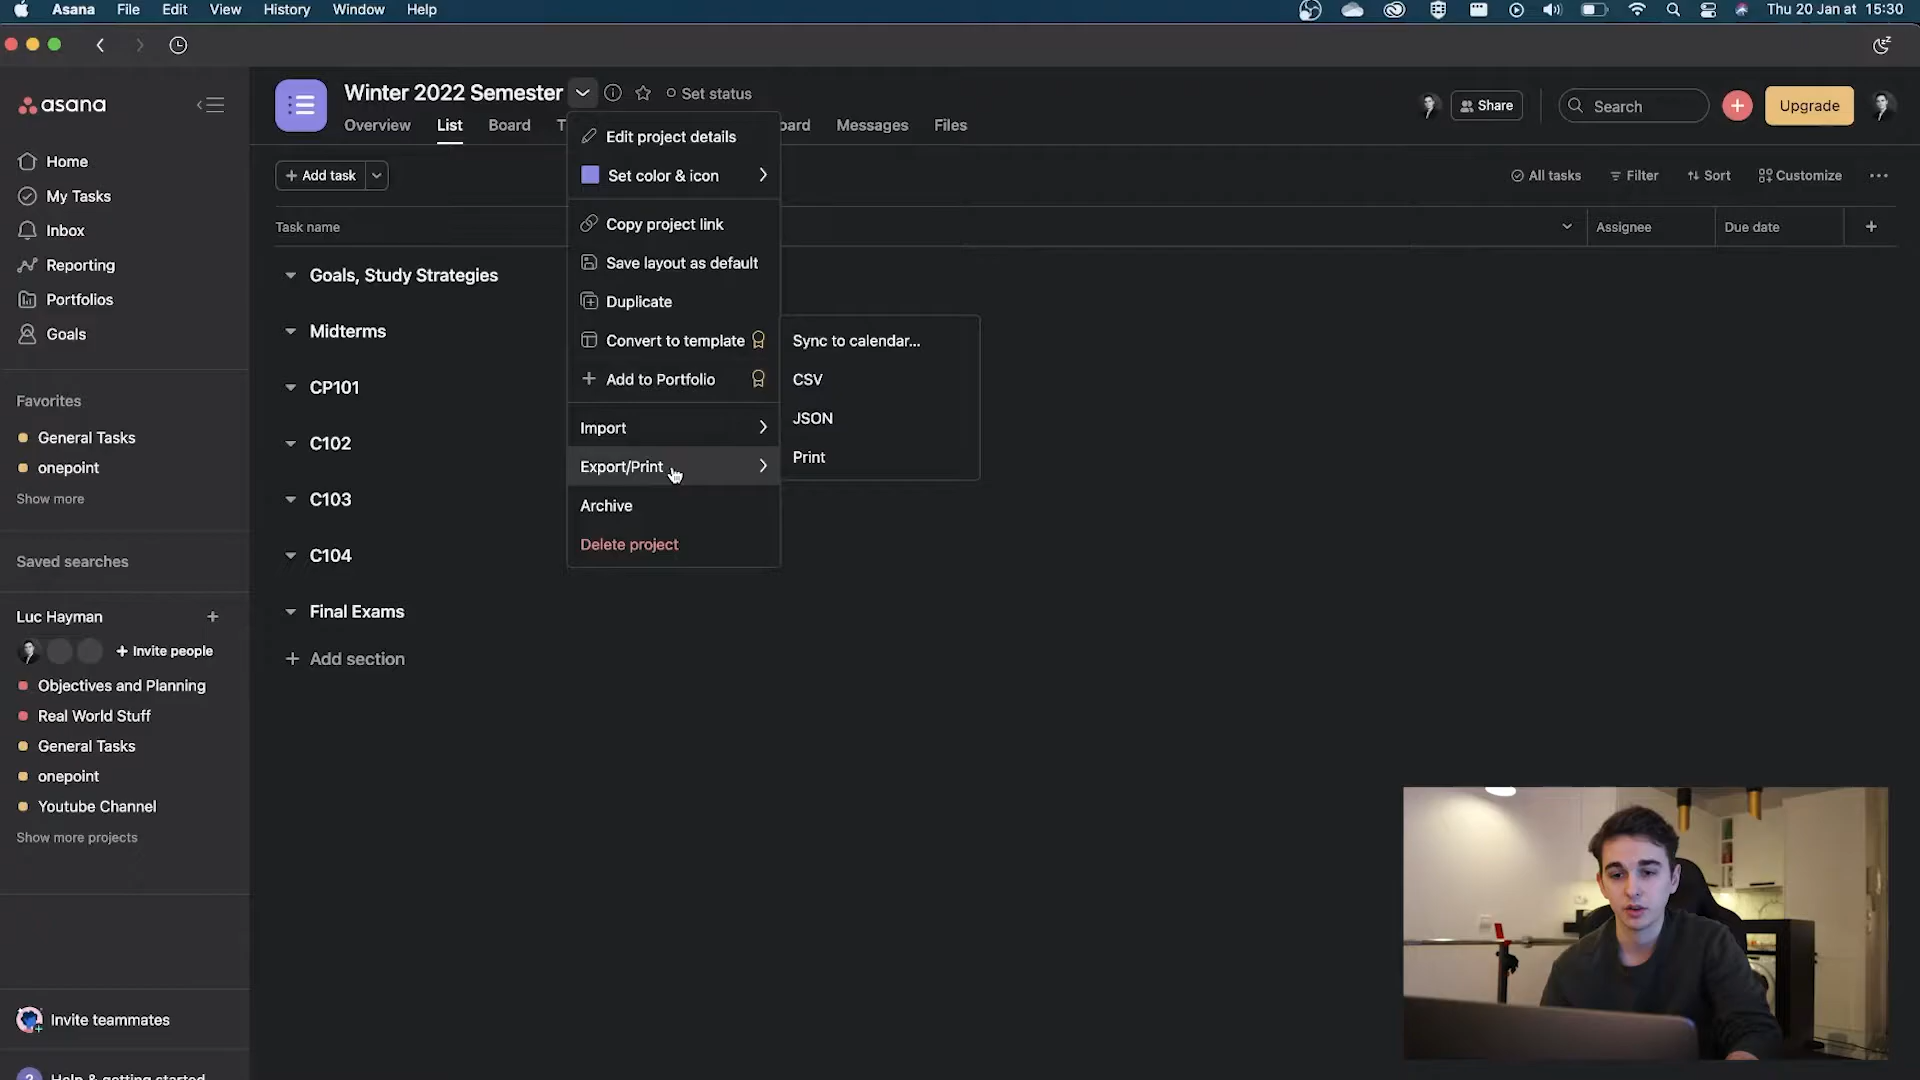 Asana File Edit View History Window Help
Thu 20 Jan at 15:30
asana
Home
My Tasks
Inbox
Reporting
Portfolios
Goals
Favorites
General Tasks
onepoint
Show more
Saved searches
Luc Hayman +
+ Invite people
Objectives and Planning
Real World Stuff
General Tasks
onepoint
Youtube Channel
Show more projects
Invite teammates
? Help & getting started
Winter 2022 Semester
Set status
Overview List Board T
ard Messages Files
Share
Search
+
Upgrade
+ Add task
All tasks Filter Sort Customize ...
Task name
Assignee
Due date
+
Goals, Study Strategies
Midterms
CP101
C102
C103
C104
Final Exams
+ Add section
Edit project details
Set color & icon
Copy project link
Save layout as default
Duplicate
Convert to template
+ Add to Portfolio
Import
Export/Print
Archive
Delete project
Sync to calendar...
CSV
JSON
Print